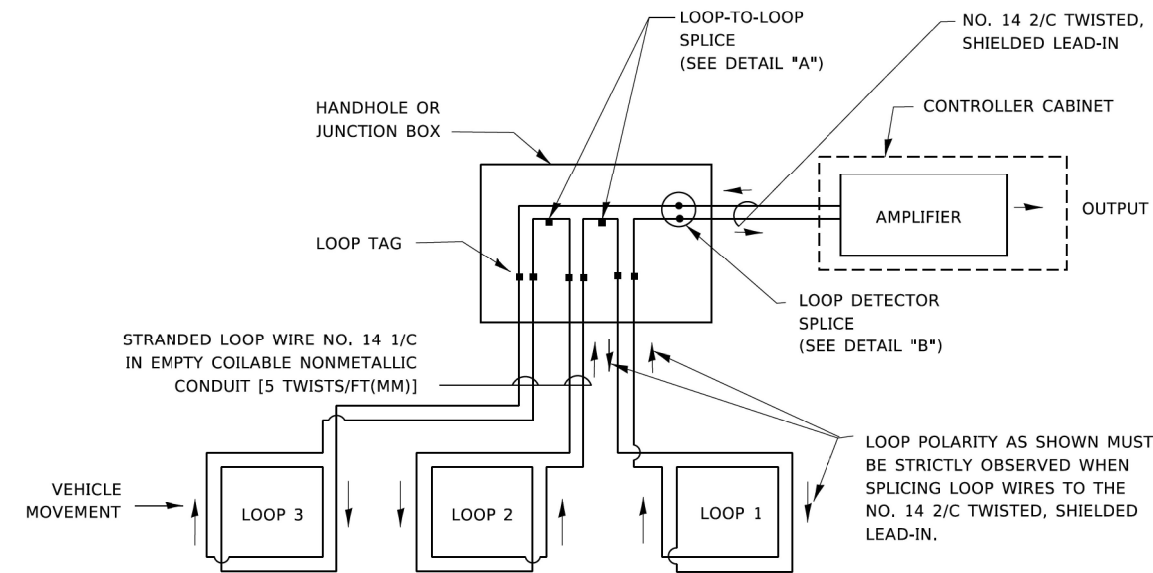 LOOP-TO-LOOP
SPLICE
(SEE DETAIL "A")
NO. 14 2/C TWISTED,
SHIELDED LEAD-IN
HANDHOLE OR
JUNCTION BOX
CONTROLLER CABINET
AMPLIFIER
OUTPUT
LOOP TAG
LOOP DETECTOR
SPLICE
(SEE DETAIL "B")
STRANDED LOOP WIRE NO. 14 1/C
IN EMPTY COILABLE NONMETALLIC
CONDUIT [5 TWISTS/FT(MM)]
LOOP POLARITY AS SHOWN MUST
BE STRICTLY OBSERVED WHEN
SPLICING LOOP WIRES TO THE
NO. 14 2/C TWISTED, SHIELDED
LEAD-IN.
VEHICLE
MOVEMENT
LOOP 3
LOOP 2
LOOP 1